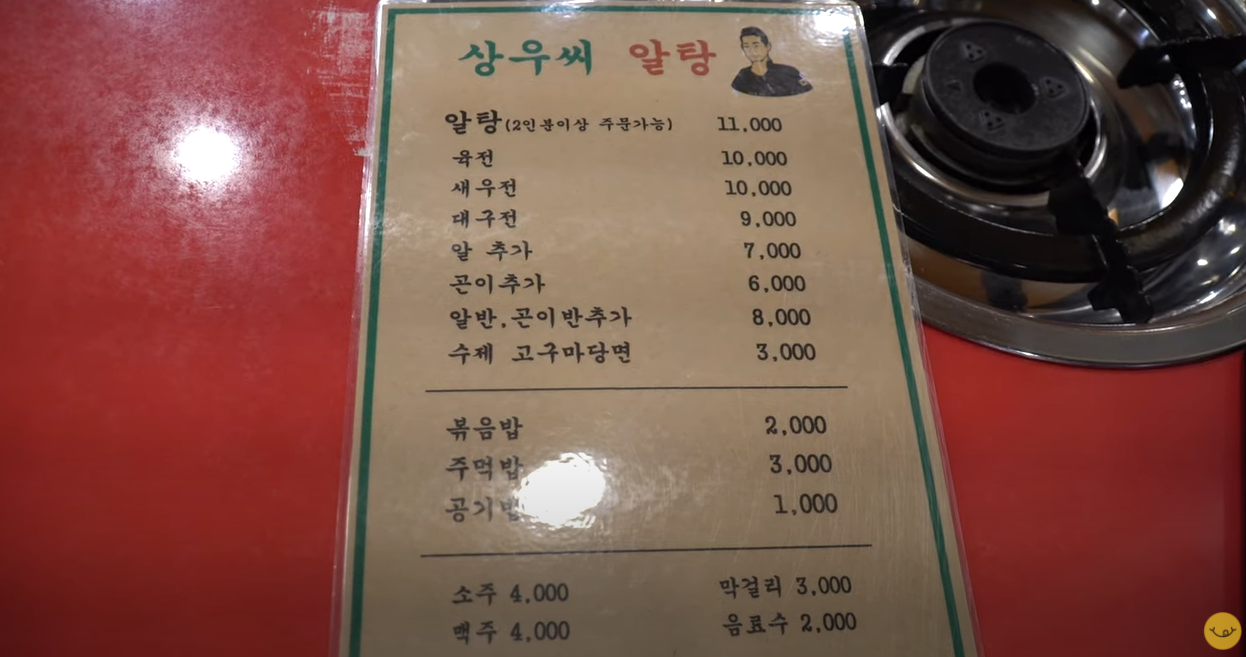 상우씨 알탕
알탕(2인분이상 주문가능) 11,000
육전 10,000
새우전 10,000
대구전 9,000
알 추가 7,000
곤이추가 6,000
알반,곤이반추가 8,000
수제 고구마당면 3,000
볶음밥 2,000
주먹밥 3,000
공기밥 1,000
소주 4,000 막걸리 3,000
맥주 4,000 음료수 2,000